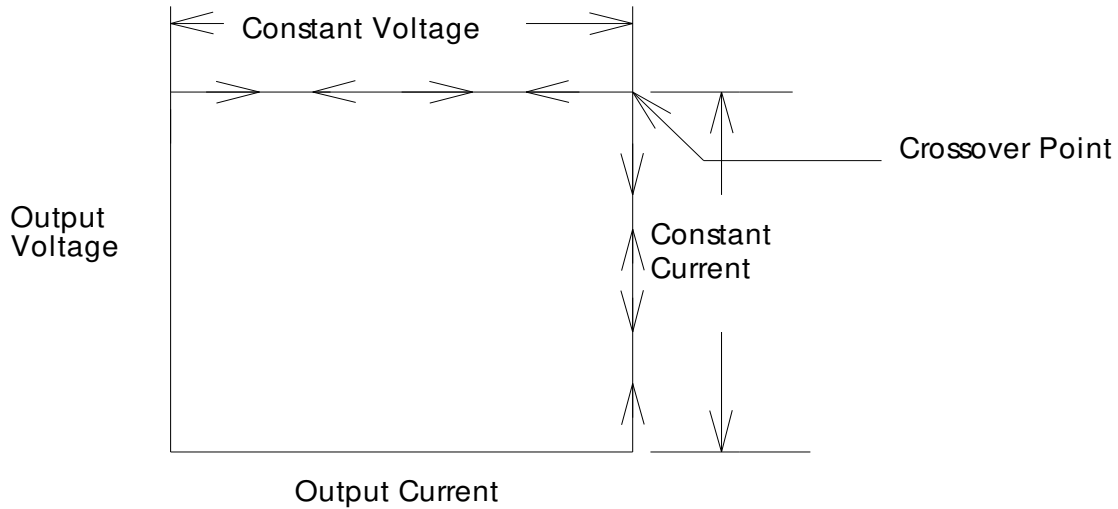 Constant Voltage
Crossover Point
Output
Voltage
Constant
Current
Output Current